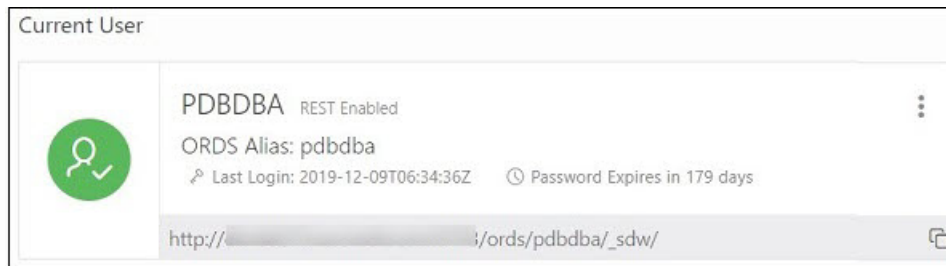 Current User
PDBDBA REST Enabled
ORDS Alias: pdbdba
Last Login: 2019-12-09T06:34:36Z Password Expires in 179 days
http:// /ords/pdbdba/_sdw/